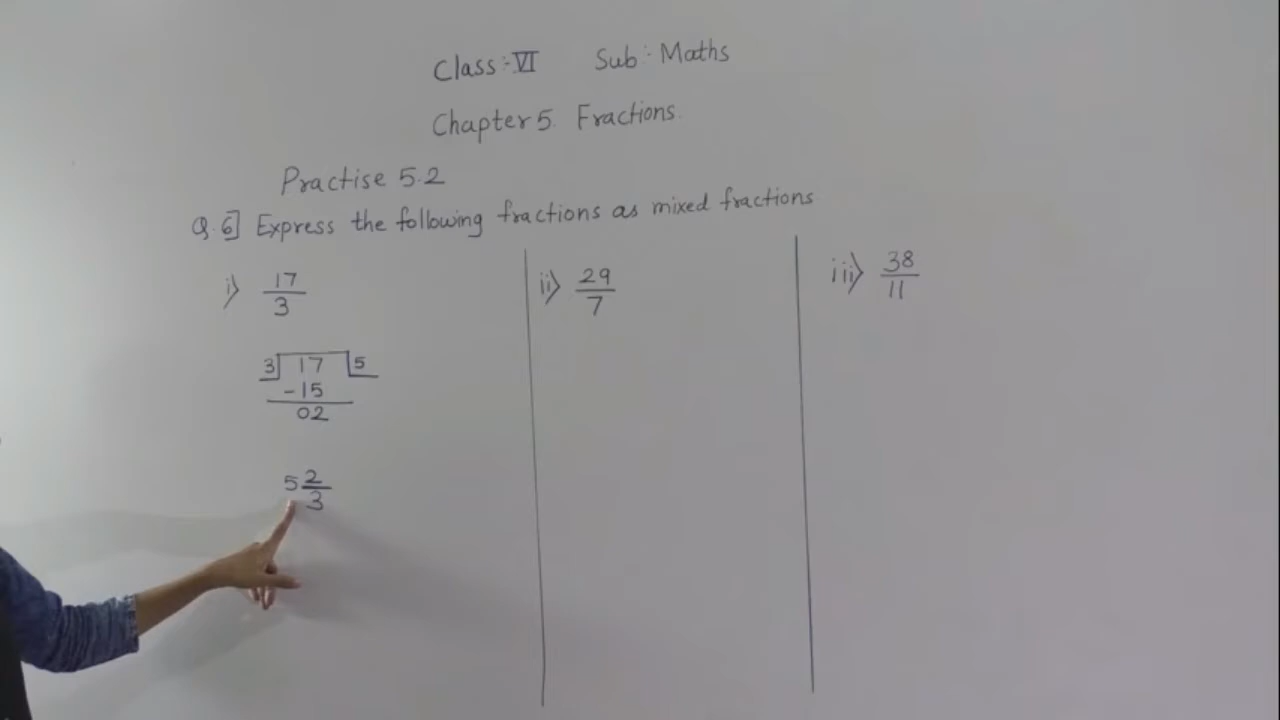 Class:- VI Sub:- Maths
Chapter 5. Fractions.
Practise 5.2
Q.6] Express the following fractions as mixed fractions
i) 17/3
3 17 5
-15
02
5 2/3
ii) 29/7
iii) 38/11